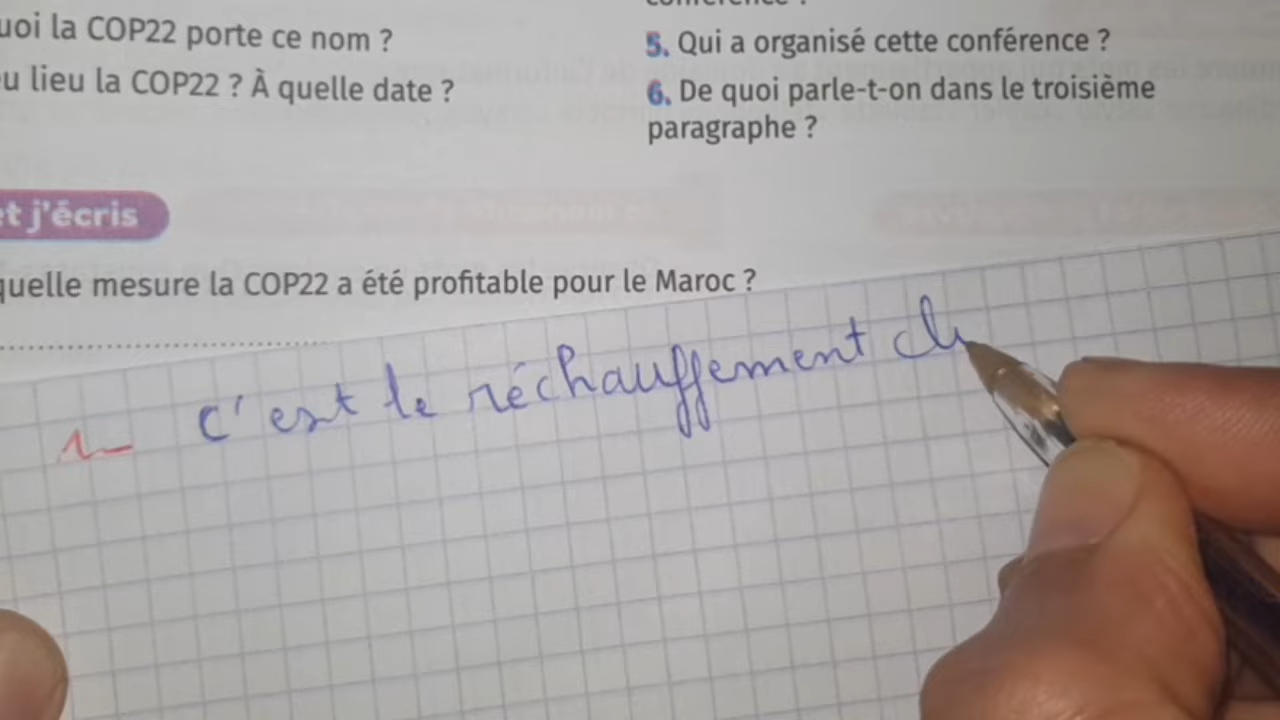 uoi la COP22 porte ce nom ?
u lieu la COP22 ? À quelle date ?
5. Qui a organisé cette conférence ?
6. De quoi parle-t-on dans le troisième
paragraphe ?
et j'écris
quelle mesure la COP22 a été profitable pour le Maroc ?
1- c'est le réchauffement cli